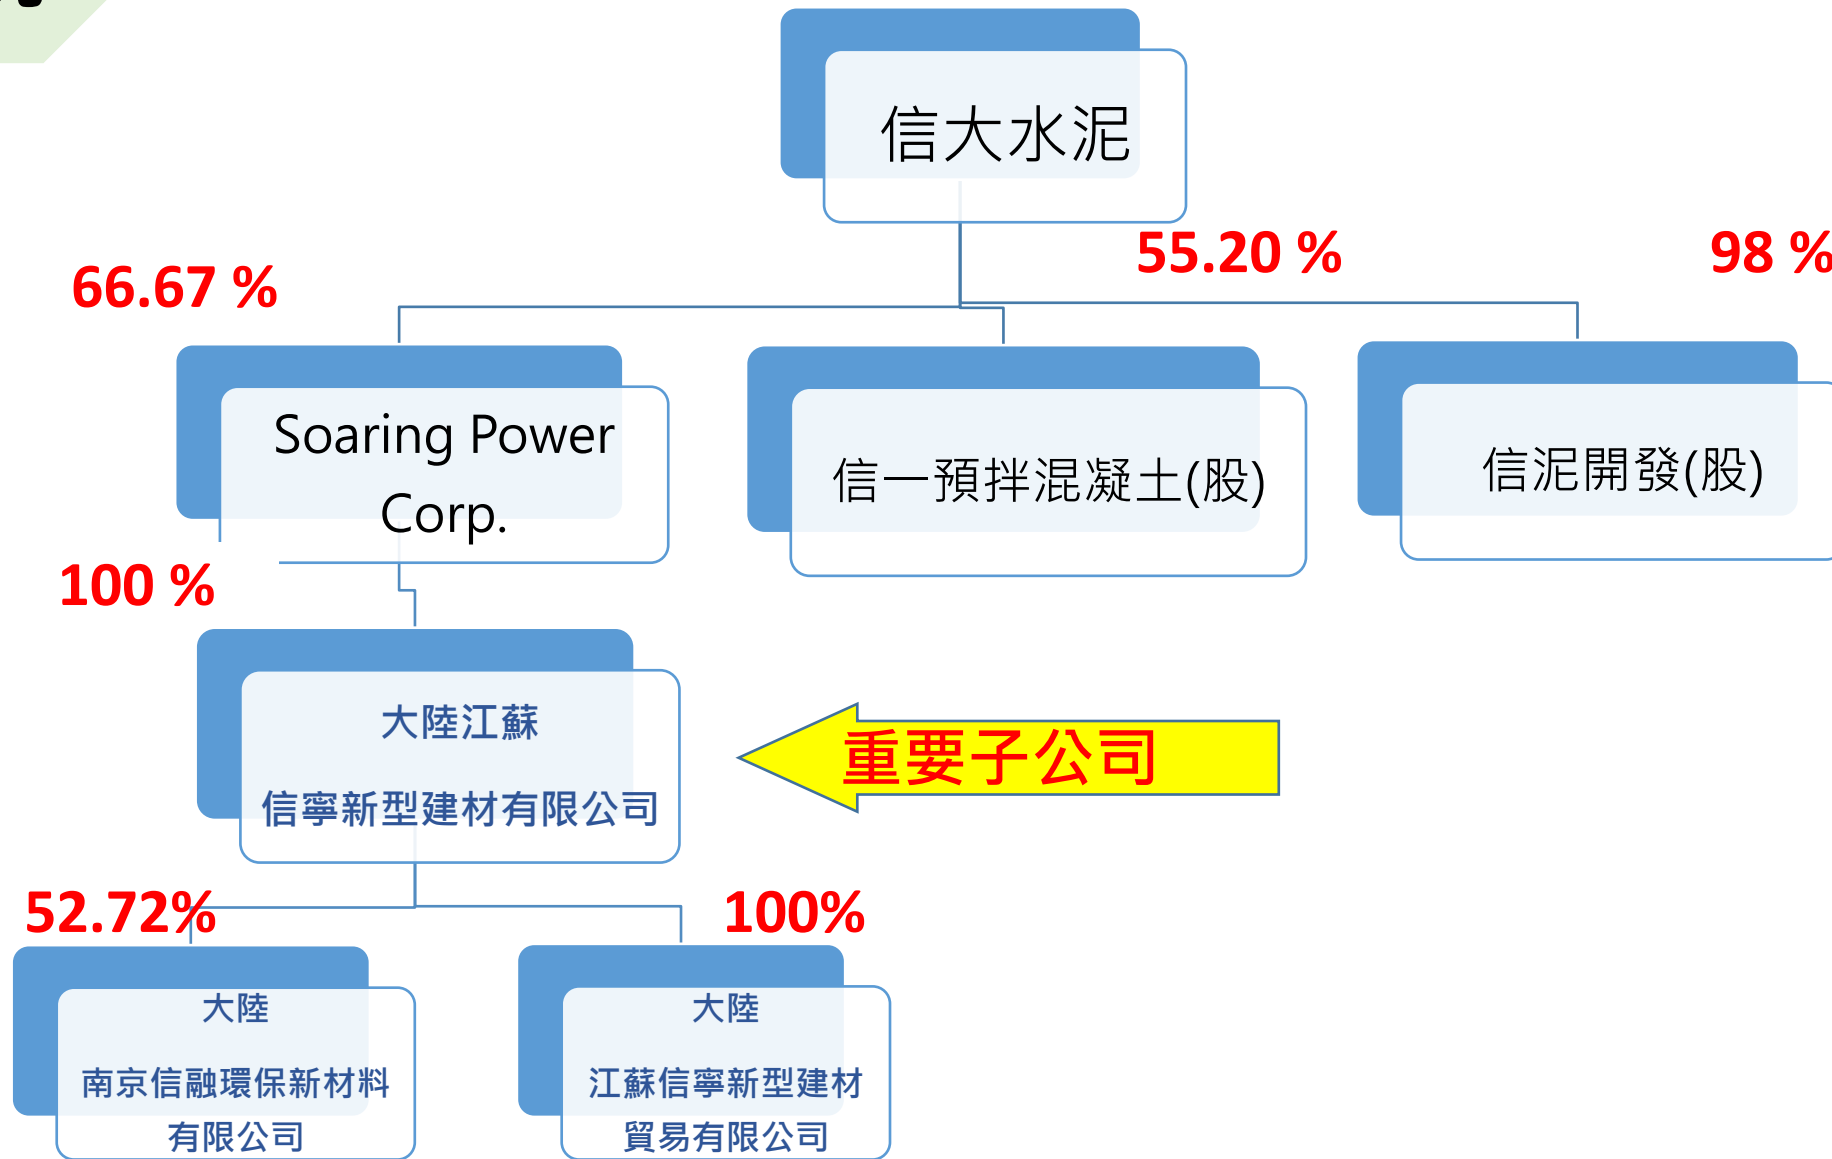 信大水泥
66.67 %
55.20 %
98 %
Soaring Power
Corp.
信一預拌混凝土(股)
信泥開發(股)
100 %
大陸江蘇
信寧新型建材有限公司
重要子公司
52.72%
100%
大陸
南京信融環保新材料
有限公司
大陸
江蘇信寧新型建材
貿易有限公司